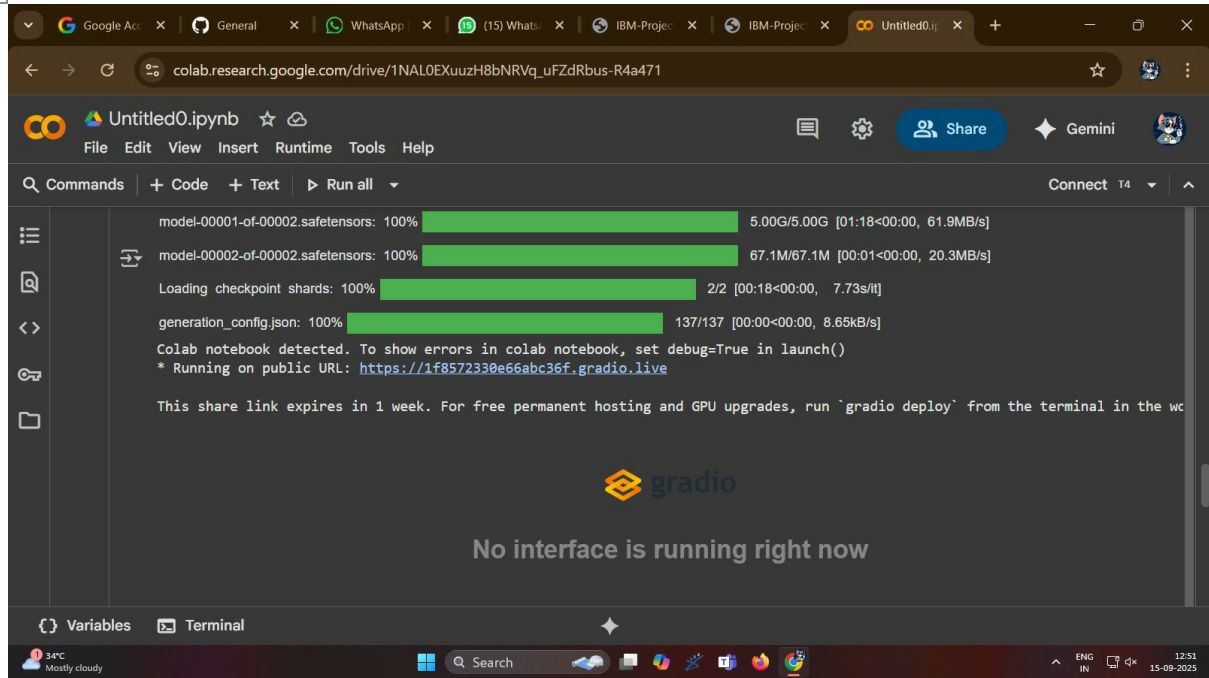 Google Acc
General
WhatsApp
(15) Whats
IBM-Projec
IBM-Projec
Untitled0.ip
colab.research.google.com/drive/1NAL0EXuuzH8bNRVq_uFZdRbus-R4a471
Untitled0.ipynb
Share
Gemini
File Edit View Insert Runtime Tools Help
Commands + Code + Text Run all
Connect T4
model-00001-of-00002.safetensors: 100% 5.00G/5.00G [01:18<00:00, 61.9MB/s]
model-00002-of-00002.safetensors: 100% 67.1M/67.1M [00:01<00:00, 20.3MB/s]
Loading checkpoint shards: 100% 2/2 [00:18<00:00, 7.73s/it]
generation_config.json: 100% 137/137 [00:00<00:00, 8.65kB/s]
Colab notebook detected. To show errors in colab notebook, set debug=True in launch()
* Running on public URL: https://1f8572330e66abc36f.gradio.live
This share link expires in 1 week. For free permanent hosting and GPU upgrades, run `gradio deploy` from the terminal in the wo
gradio
No interface is running right now
{} Variables Terminal
1
34°C
Mostly cloudy
Search
ENG
IN
12:51
15-09-2025